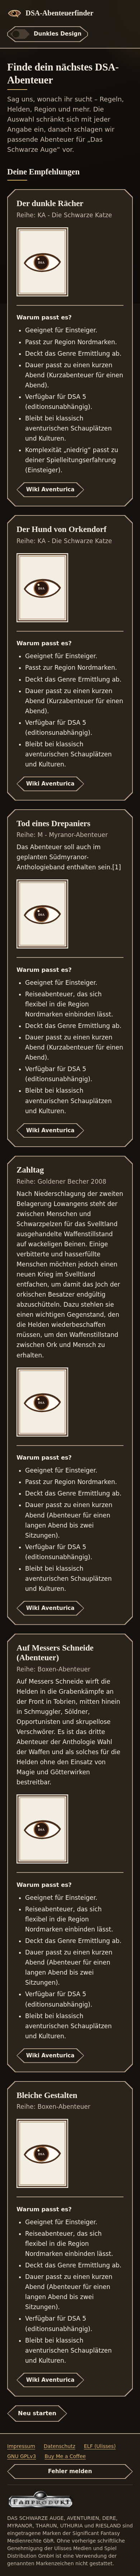 DSA-Abenteuerfinder
Dunkles Design
Finde dein nächstes DSA-
Abenteuer
Sag uns, wonach ihr sucht – Regeln,
Helden, Region und mehr. Die
Auswahl schränkt sich mit jeder
Angabe ein, danach schlagen wir
passende Abenteuer für „Das
Schwarze Auge“ vor.
Deine Empfehlungen
Der dunkle Rächer
Reihe: KA - Die Schwarze Katze
Warum passt es?
• Geeignet für Einsteiger.
• Passt zur Region Nordmarken.
• Deckt das Genre Ermittlung ab.
• Dauer passt zu einen kurzen
Abend (Kurzabenteuer für einen
Abend).
• Verfügbar für DSA 5
(editionsunabhängig).
• Bleibt bei klassisch
aventurischen Schauplätzen
und Kulturen.
• Komplexität „niedrig“ passt zu
deiner Spielleitungserfahrung
(Einsteiger).
Wiki Aventurica
Der Hund von Orkendorf
Reihe: KA - Die Schwarze Katze
Warum passt es?
• Geeignet für Einsteiger.
• Passt zur Region Nordmarken.
• Deckt das Genre Ermittlung ab.
• Dauer passt zu einen kurzen
Abend (Kurzabenteuer für einen
Abend).
• Verfügbar für DSA 5
(editionsunabhängig).
• Bleibt bei klassisch
aventurischen Schauplätzen
und Kulturen.
Wiki Aventurica
Tod eines Drepaniers
Reihe: M - Myranor-Abenteuer
Das Abenteuer soll auch im
geplanten Südmyranor-
Anthologieband enthalten sein.[1]
Warum passt es?
• Geeignet für Einsteiger.
• Reiseabenteuer, das sich
flexibel in die Region
Nordmarken einbinden lässt.
• Deckt das Genre Ermittlung ab.
• Dauer passt zu einen kurzen
Abend (Kurzabenteuer für einen
Abend).
• Verfügbar für DSA 5
(editionsunabhängig).
• Bleibt bei klassisch
aventurischen Schauplätzen
und Kulturen.
Wiki Aventurica
Zahltag
Reihe: Goldener Becher 2008
Nach Niederschlagung der zweiten
Belagerung Lowangens steht der
zwischen Menschen und
Schwarzpelzen für das Svelltland
ausgehandelte Waffenstillstand
auf wackeligen Beinen. Einige
verbitterte und hasserfüllte
Menschen möchten jedoch einen
neuen Krieg im Svelltland
entfachen, um damit das Joch der
orkischen Besatzer endgültig
abzuschütteln. Dazu stehlen sie
einen wichtigen Gegenstand, den
die Helden wiederbeschaffen
müssen, um den Waffenstillstand
zwischen Ork und Mensch zu
erhalten.
Warum passt es?
• Geeignet für Einsteiger.
• Passt zur Region Nordmarken.
• Deckt das Genre Ermittlung ab.
• Dauer passt zu einen kurzen
Abend (Abenteuer für einen
langen Abend bis zwei
Sitzungen).
• Verfügbar für DSA 5
(editionsunabhängig).
• Bleibt bei klassisch
aventurischen Schauplätzen
und Kulturen.
Wiki Aventurica
Auf Messers Schneide
(Abenteuer)
Reihe: Boxen-Abenteuer
Auf Messers Schneide wirft die
Helden in die Grabenkämpfe an
der Front in Tobrien, mitten hinein
in Schmuggler, Söldner,
Opportunisten und skrupellose
Verschwörer. Es ist das dritte
Abenteuer der Anthologie Wahl
der Waffen und als solches für die
Helden ohne den Einsatz von
Magie und Götterwirken
bestreitbar.
Warum passt es?
• Geeignet für Einsteiger.
• Reiseabenteuer, das sich
flexibel in die Region
Nordmarken einbinden lässt.
• Deckt das Genre Ermittlung ab.
• Dauer passt zu einen kurzen
Abend (Abenteuer für einen
langen Abend bis zwei
Sitzungen).
• Verfügbar für DSA 5
(editionsunabhängig).
• Bleibt bei klassisch
aventurischen Schauplätzen
und Kulturen.
Wiki Aventurica
Bleiche Gestalten
Reihe: Boxen-Abenteuer
Warum passt es?
• Geeignet für Einsteiger.
• Reiseabenteuer, das sich
flexibel in die Region
Nordmarken einbinden lässt.
• Deckt das Genre Ermittlung ab.
• Dauer passt zu einen kurzen
Abend (Abenteuer für einen
langen Abend bis zwei
Sitzungen).
• Verfügbar für DSA 5
(editionsunabhängig).
• Bleibt bei klassisch
aventurischen Schauplätzen
und Kulturen.
Wiki Aventurica
Neu starten
Impressum Datenschutz ELF (Ulisses)
GNU GPLv3 Buy Me a Coffee
Fehler melden
FANPRODUKT
DAS SCHWARZE AUGE, AVENTURIEN, DERE,
MYRANOR, THARUN, UTHURIA und RIESLAND sind
eingetragene Marken der Significant Fantasy
Medienrechte GbR. Ohne vorherige schriftliche
Genehmigung der Ulisses Medien und Spiel
Distribution GmbH ist eine Verwendung der
genannten Markenzeichen nicht gestattet.